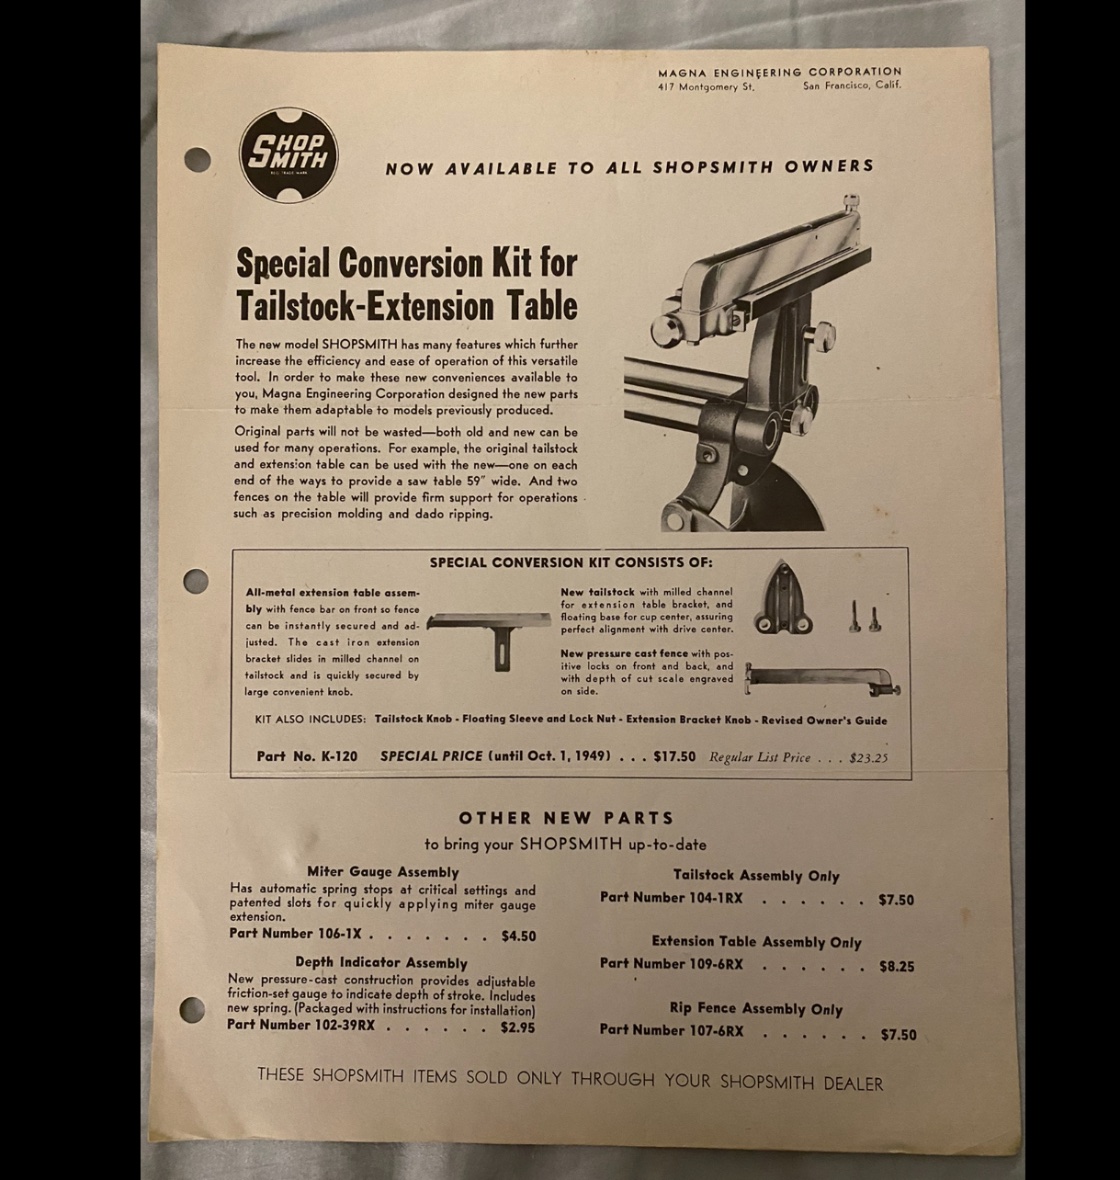 MAGNA ENGINEERING CORPORATION
417 Montgomery St. San Francisco, Calif.
SHOP
SMITH
REG. TRADE MARK
NOW AVAILABLE TO ALL SHOPSMITH OWNERS
Special Conversion Kit for
Tailstock-Extension Table
The new model SHOPSMITH has many features which further
increase the efficiency and ease of operation of this versatile
tool. In order to make these new conveniences available to
you, Magna Engineering Corporation designed the new parts
to make them adaptable to models previously produced.
Original parts will not be wasted—both old and new can be
used for many operations. For example, the original tailstock
and extension table can be used with the new—one on each
end of the ways to provide a saw table 59" wide. And two
fences on the table will provide firm support for operations
such as precision molding and dado ripping.
SPECIAL CONVERSION KIT CONSISTS OF:
All-metal extension table assem-
bly with fence bar on front so fence
can be instantly secured and ad-
justed. The cast iron extension
bracket slides in milled channel on
tailstock and is quickly secured by
large convenient knob.
New tailstock with milled channel
for extension table bracket, and
floating base for cup center, assuring
perfect alignment with drive center.
New pressure cast fence with pos-
itive locks on front and back, and
with depth of cut scale engraved
on side.
KIT ALSO INCLUDES: Tailstock Knob - Floating Sleeve and Lock Nut - Extension Bracket Knob - Revised Owner's Guide
Part No. K-120 SPECIAL PRICE (until Oct. 1, 1949) . . . $17.50 Regular List Price . . . $23.25
OTHER NEW PARTS
to bring your SHOPSMITH up-to-date
Miter Gauge Assembly
Has automatic spring stops at critical settings and
patented slots for quickly applying miter gauge
extension.
Part Number 106-1X . . . . . . . $4.50
Depth Indicator Assembly
New pressure-cast construction provides adjustable
friction-set gauge to indicate depth of stroke. Includes
new spring. (Packaged with instructions for installation)
Part Number 102-39RX . . . . . . $2.95
Tailstock Assembly Only
Part Number 104-1RX . . . . . . $7.50
Extension Table Assembly Only
Part Number 109-6RX . . . . . . $8.25
Rip Fence Assembly Only
Part Number 107-6RX . . . . . . $7.50
THESE SHOPSMITH ITEMS SOLD ONLY THROUGH YOUR SHOPSMITH DEALER